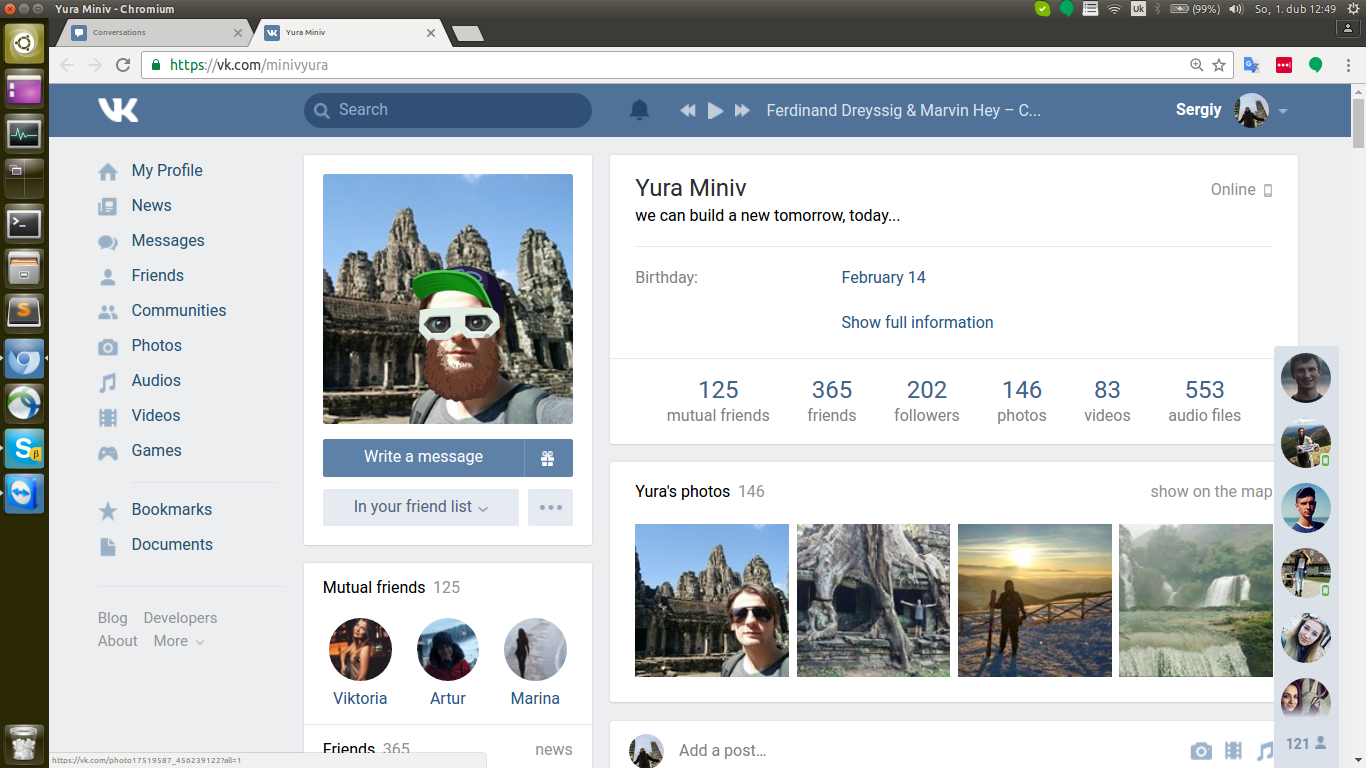 Yura Miniv - Chromium
Uk
(99%)
So, 1. dub 12:49
Conversations
Yura Miniv
https://vk.com/minivyura
Search
Ferdinand Dreyssig & Marvin Hey – C...
Sergiy
My Profile
News
Messages
Friends
Communities
Photos
Audios
Videos
Games
Bookmarks
Documents
Blog Developers
About More
Write a message
In your friend list
Mutual friends 125
Viktoria Artur Marina
Friends 365 news
Yura Miniv
Online
we can build a new tomorrow, today...
Birthday: February 14
Show full information
125 365 202 146 83 553
mutual friends friends followers photos videos audio files
Yura's photos 146 show on the map
Add a post...
121
https://vk.com/photo17519587_456239122?all=1